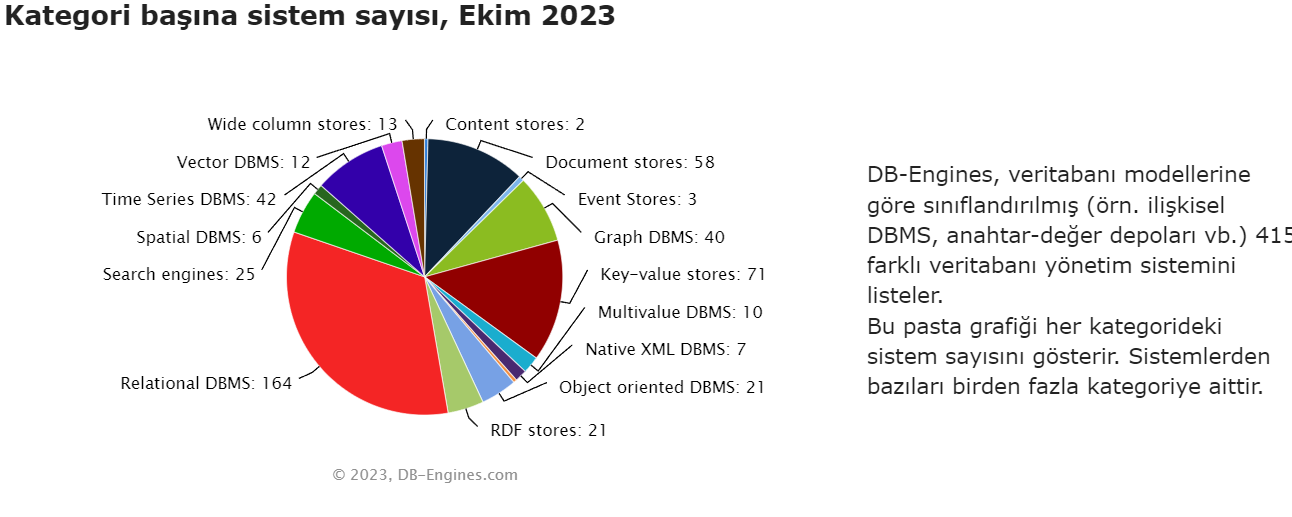 Kategori başına sistem sayısı, Ekim 2023
Wide column stores: 13
Content stores: 2
Vector DBMS: 12
Document stores: 58
Time Series DBMS: 42
Event Stores: 3
Spatial DBMS: 6
Graph DBMS: 40
Search engines: 25
Key-value stores: 71
Multivalue DBMS: 10
Native XML DBMS: 7
Relational DBMS: 164
Object oriented DBMS: 21
RDF stores: 21
© 2023, DB-Engines.com
DB-Engines, veritabanı modellerine
göre sınıflandırılmış (örn. ilişkisel
DBMS, anahtar-değer depoları vb.) 415
farklı veritabanı yönetim sistemini
listeler.
Bu pasta grafiği her kategorideki
sistem sayısını gösterir. Sistemlerden
bazıları birden fazla kategoriye aittir.